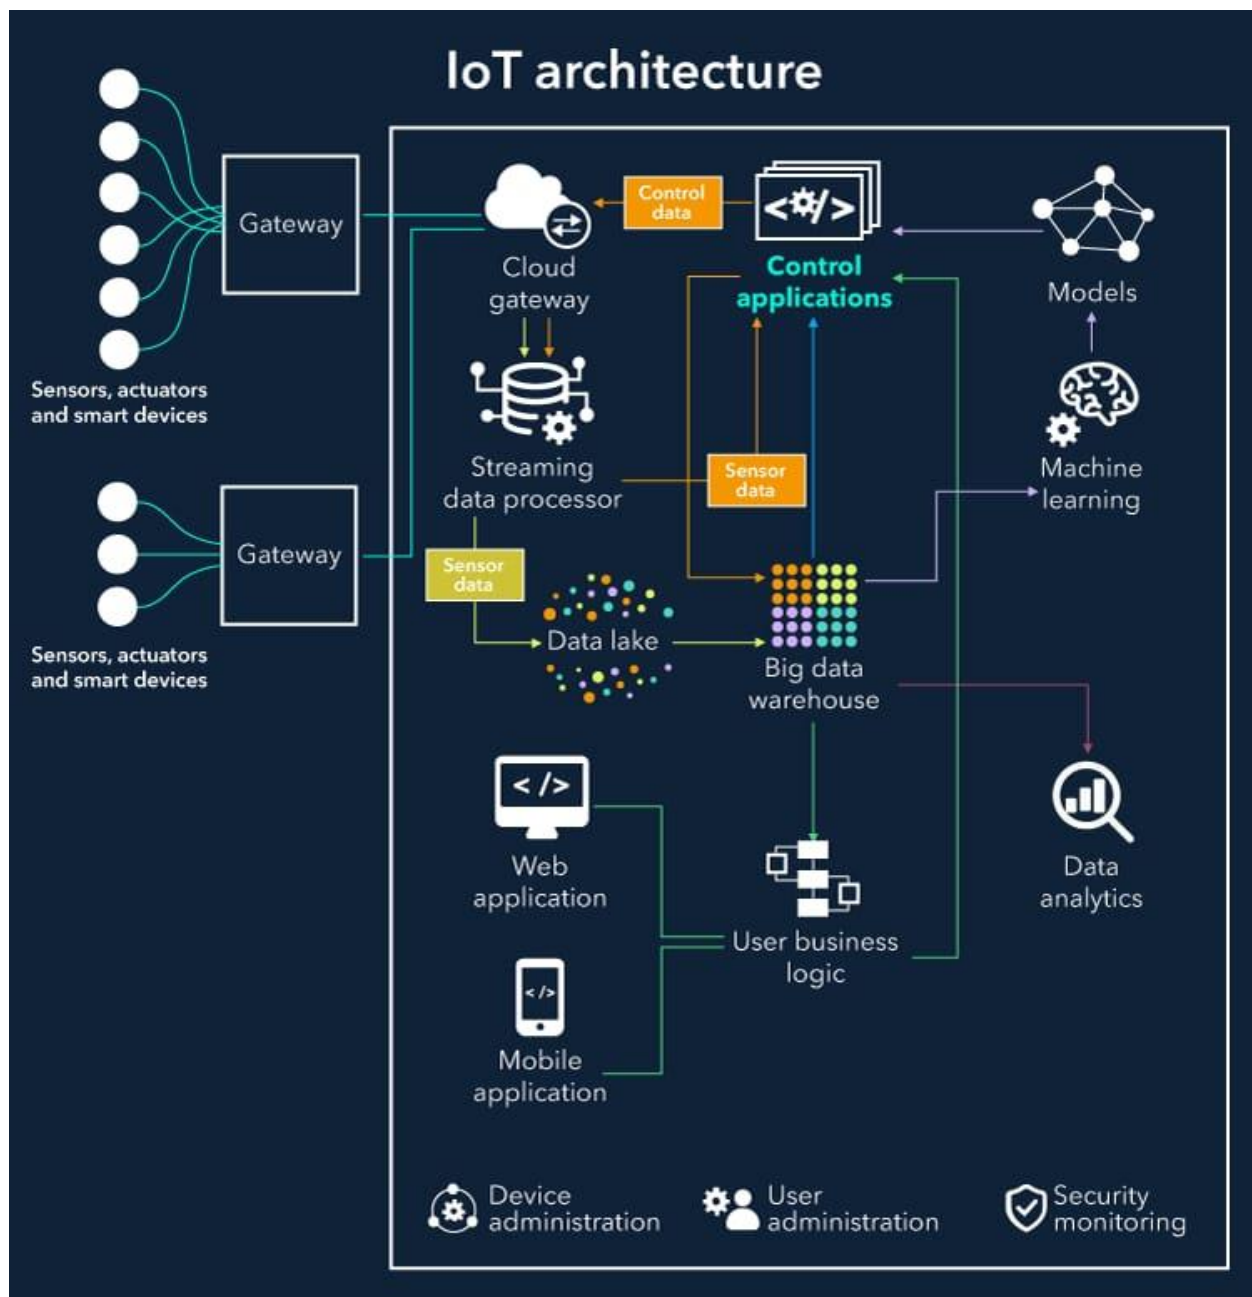 IoT architecture
Gateway
Sensors, actuators
and smart devices
Gateway
Sensors, actuators
and smart devices
Cloud
gateway
Control
data
< />
Control
applications
Models
Streaming
data processor
Sensor
data
Machine
learning
Sensor
data
Data lake
Big data
warehouse
< />
Web
application
User business
logic
Data
analytics
< />
Mobile
application
Device
administration
User
administration
Security
monitoring